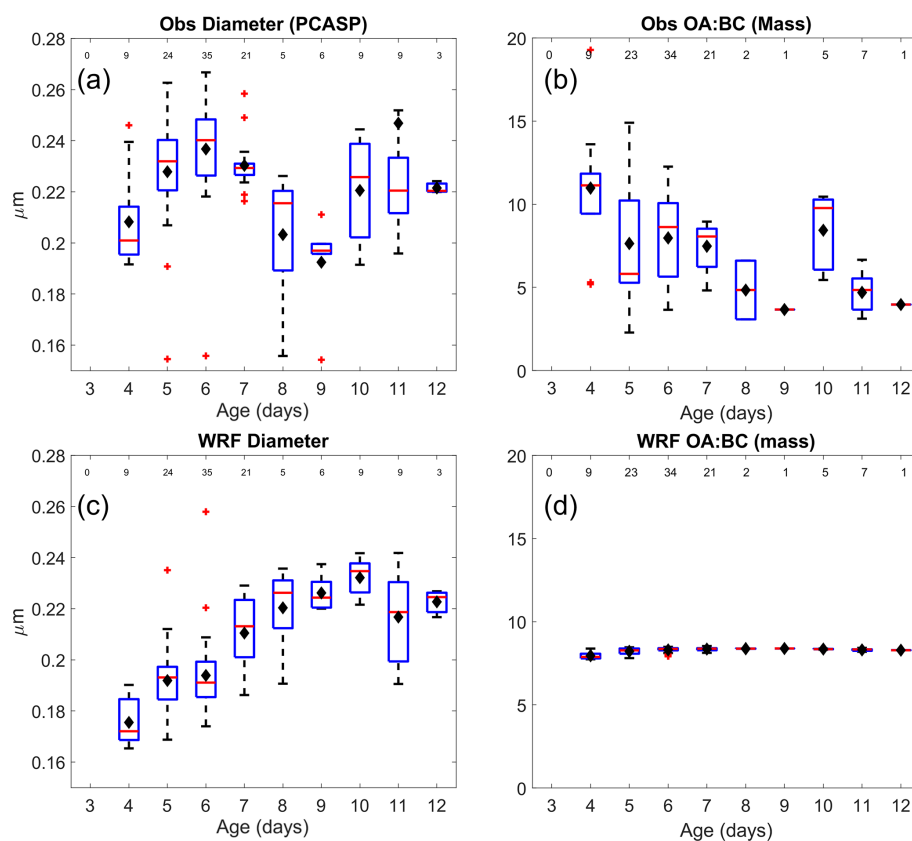 Obs Diameter (PCASP)
0.28
0 9 24 35 21 5 6 9 9 3
(a)
0.26
0.24
0.22
μm
0.2
0.18
0.16
3 4 5 6 7 8 9 10 11 12
Age (days)
Obs OA:BC (Mass)
20
0 9 23 34 21 2 1 5 7 1
(b)
15
10
5
0
3 4 5 6 7 8 9 10 11 12
Age (days)
WRF Diameter
0.28
0 9 24 35 21 5 6 9 9 3
(c)
0.26
0.24
0.22
μm
0.2
0.18
0.16
3 4 5 6 7 8 9 10 11 12
Age (days)
WRF OA:BC (mass)
20
0 9 23 34 21 2 1 5 7 1
(d)
15
10
5
0
3 4 5 6 7 8 9 10 11 12
Age (days)